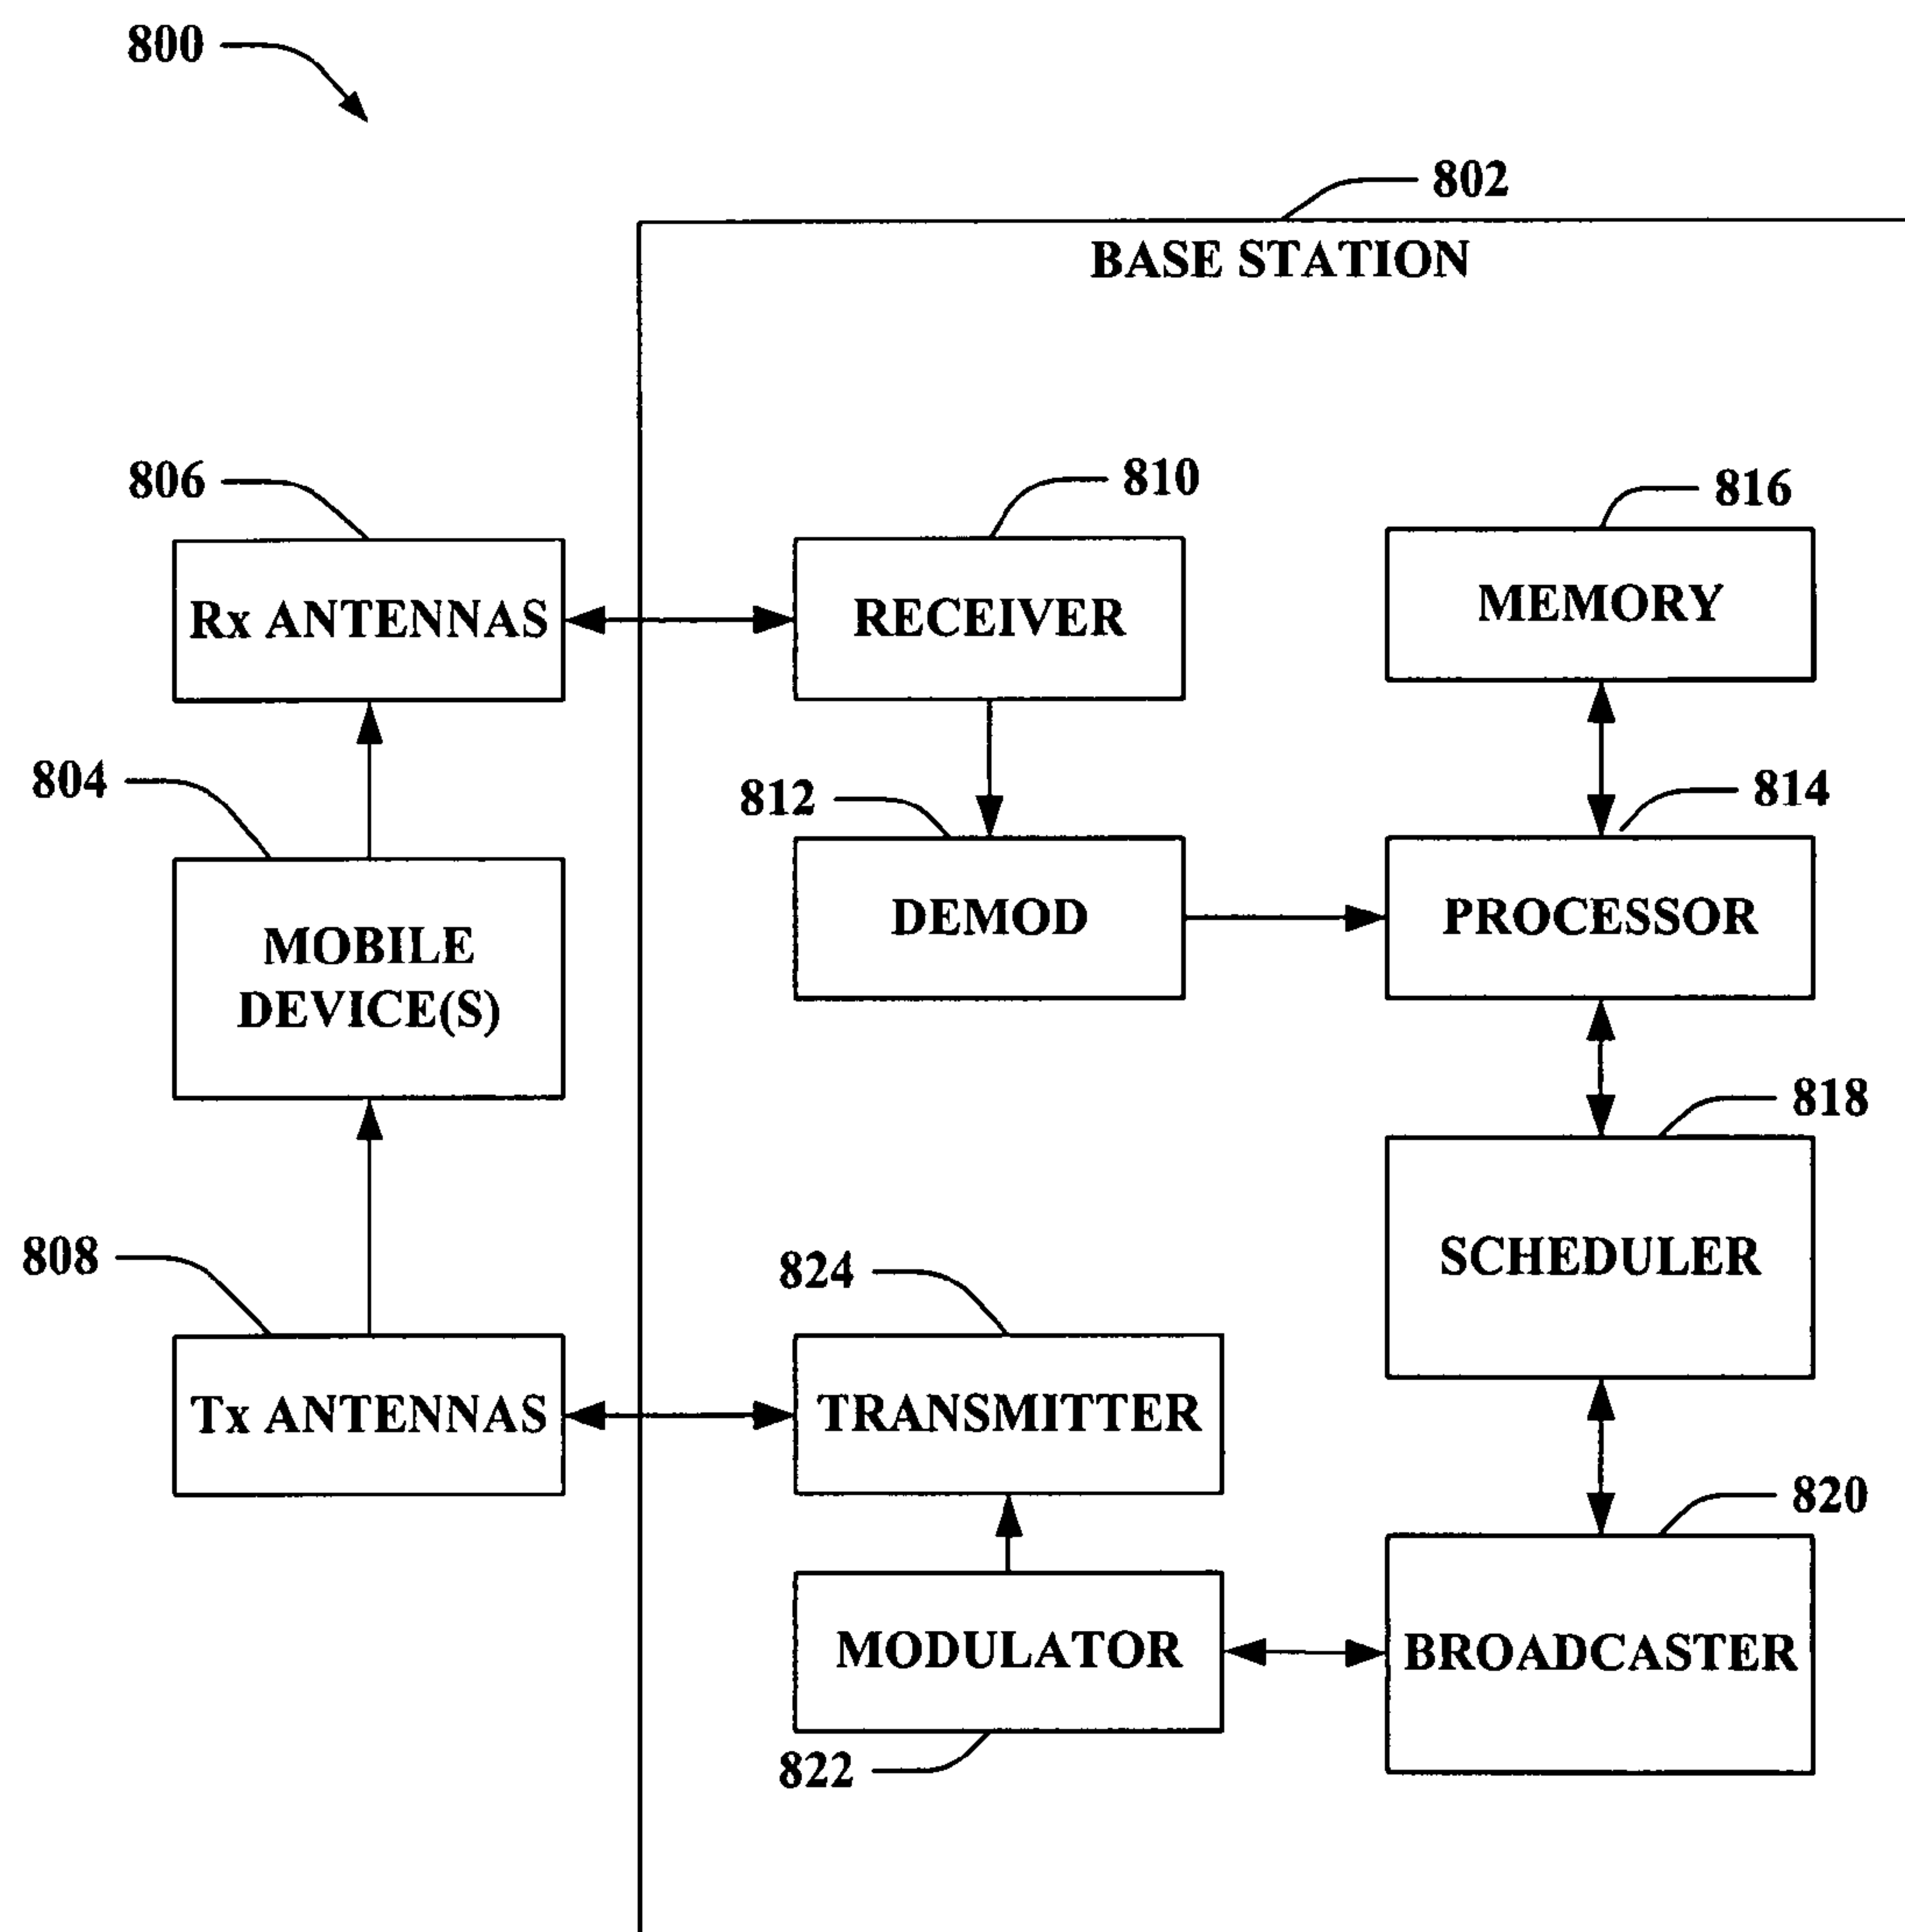 800
802
BASE STATION
806
810
816
Rx ANTENNAS
RECEIVER
MEMORY
804
812
814
MOBILE
DEVICE(S)
DEMOD
PROCESSOR
818
808
824
SCHEDULER
Tx ANTENNAS
TRANSMITTER
820
MODULATOR
BROADCASTER
822